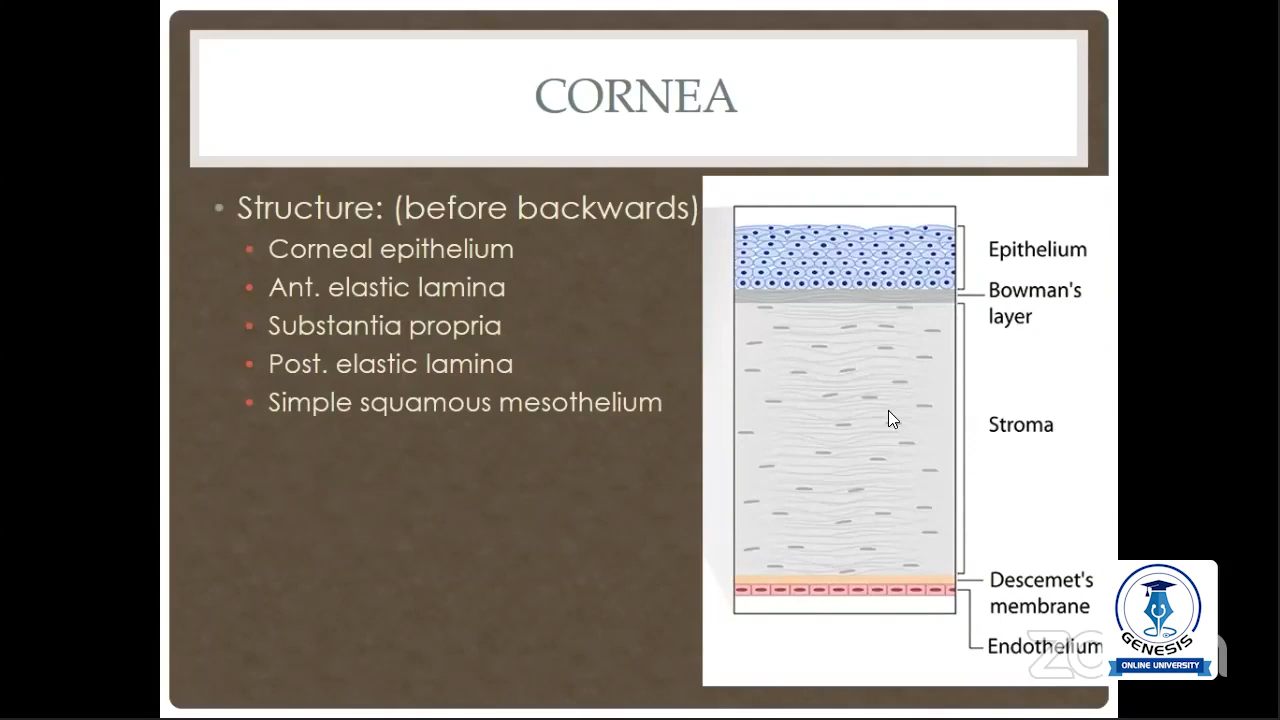 CORNEA
Structure: (before backwards)
Corneal epithelium
Ant. elastic lamina
Substantia propria
Post. elastic lamina
Simple squamous mesothelium
Epithelium
Bowman's
layer
Stroma
Descemet's
membrane
Endothelium
GENESIS
ONLINE UNIVERSITY